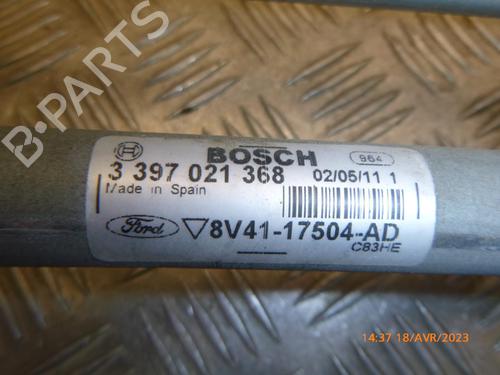 B-PARTS
BOSCH 964
3 397 021 368 02/05/11 1
Made in Spain
Ford 8V41-17504-AD
C83HE
14:37 18/AVR/2023